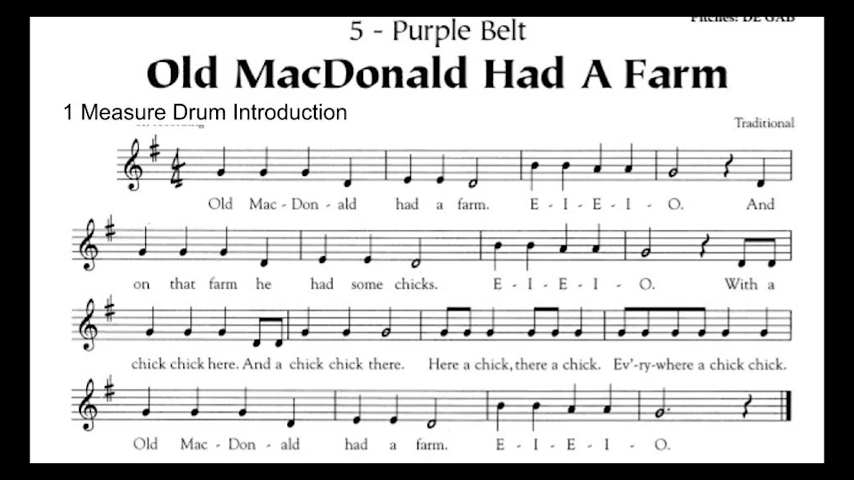 Pitches: DE GAB
5 - Purple Belt
Old MacDonald Had A Farm
1 Measure Drum Introduction
Traditional
Old Mac - Don - ald had a farm. E - I - E - I - O. And
on that farm he had some chicks. E - I - E - I - O. With a
chick chick here. And a chick chick there. Here a chick, there a chick. Ev'-ry-where a chick chick.
Old Mac - Don - ald had a farm. E - I - E - I - O.